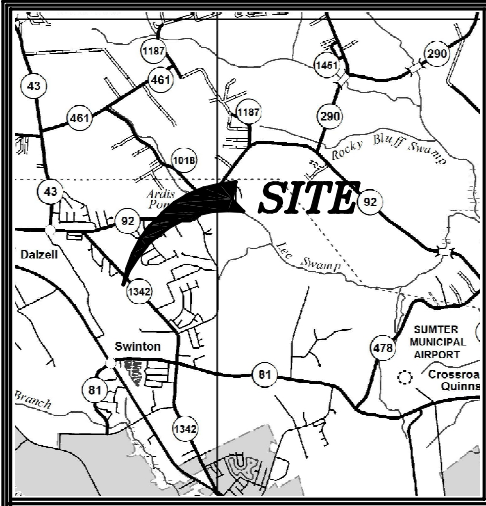 1187
1451
290
43
461
461
1187
290
1018
Rocky Bluff Swamp
43
Ardis
Pon
SITE
92
92
Dalzell
Lee Swamp
1342
478
SUMTER
MUNICIPAL
AIRPORT
Swinton
81
Crossroa
Quinns
81
Branch
1342